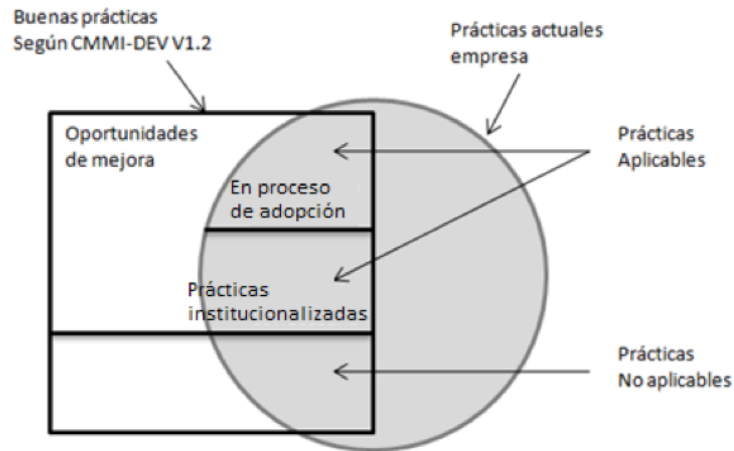 Buenas prácticas
Según CMMI-DEV V1.2
Prácticas actuales
empresa
Oportunidades
de mejora
Prácticas
Aplicables
En proceso
de adopción
Prácticas
institucionalizadas
Prácticas
No aplicables